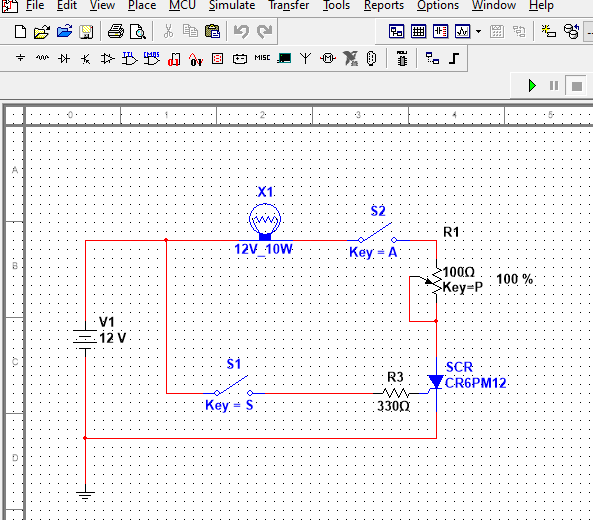 File Edit View Place MCU Simulate Transfer Tools Reports Options Window Help
MISC
0 1 2 3 4 5
A
X1
S2
R1
12V_10W
Key = A
B
100Ω
Key=P
100 %
V1
12 V
S1
C
SCR
R3
CR6PM12
Key = S
330Ω
D